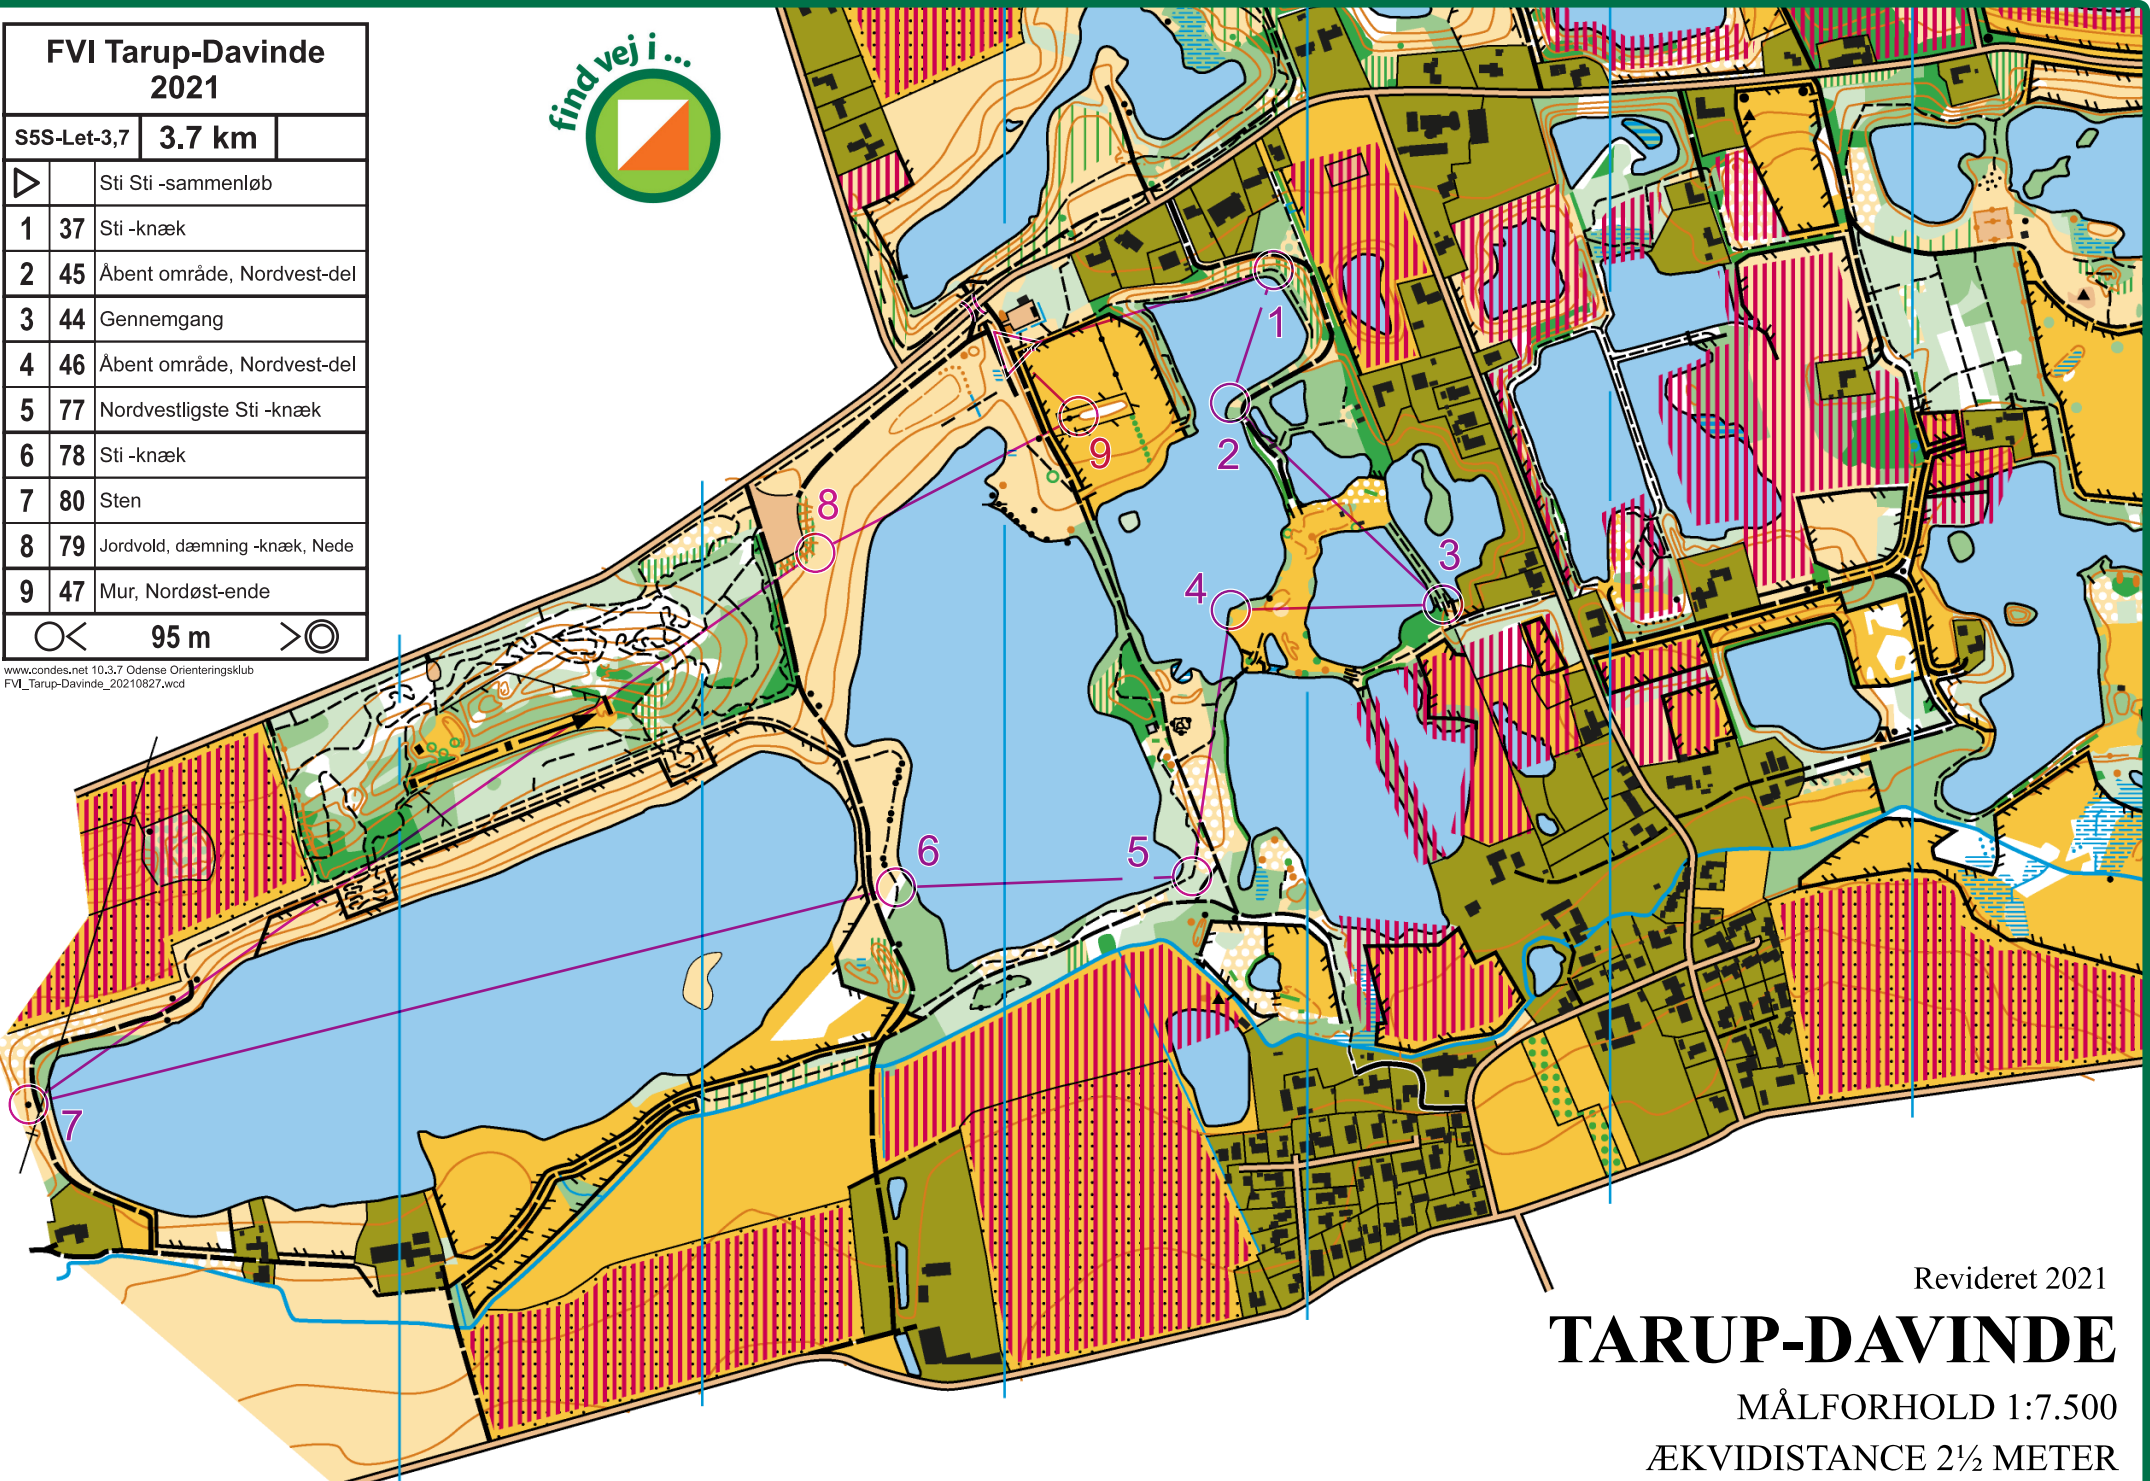 FVI Tarup-Davinde
2021
S5S-Let-3,7 3.7 km
Sti Sti -sammenløb
1 37 Sti -knæk
2 45 Åbent område, Nordvest-del
3 44 Gennemgang
4 46 Åbent område, Nordvest-del
5 77 Nordvestligste Sti -knæk
6 78 Sti -knæk
7 80 Sten
8 79 Jordvold, dæmning -knæk, Nede
9 47 Mur, Nordøst-ende
95 m
www.condes.net 10.3.7 Odense Orienteringsklub
FVI_Tarup-Davinde_20210827.wcd
find vej i ...
1
2
9
8
3
4
5
6
7
Revideret 2021
TARUP-DAVINDE
MÅLFORHOLD 1:7.500
ÆKVIDISTANCE 2½ METER